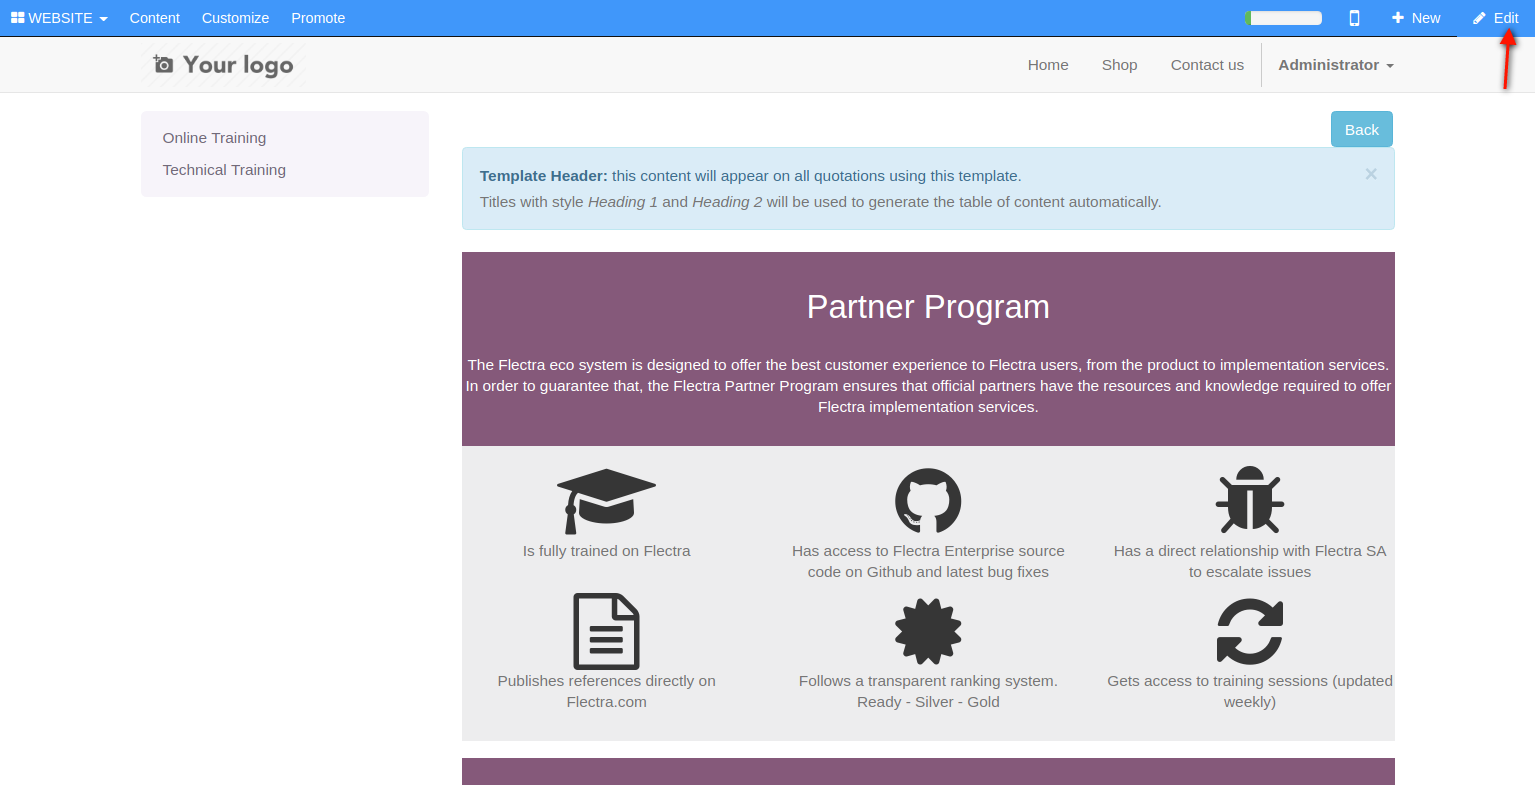 WEBSITE Content Customize Promote New Edit
Your logo Home Shop Contact us Administrator
Online Training
Technical Training
Back
Template Header: this content will appear on all quotations using this template.
×
Titles with style Heading 1 and Heading 2 will be used to generate the table of content automatically.
Partner Program
The Flectra eco system is designed to offer the best customer experience to Flectra users, from the product to implementation services.
In order to guarantee that, the Flectra Partner Program ensures that official partners have the resources and knowledge required to offer
Flectra implementation services.
Is fully trained on Flectra
Has access to Flectra Enterprise source
code on Github and latest bug fixes
Has a direct relationship with Flectra SA
to escalate issues
Publishes references directly on
Flectra.com
Follows a transparent ranking system.
Ready - Silver - Gold
Gets access to training sessions (updated
weekly)